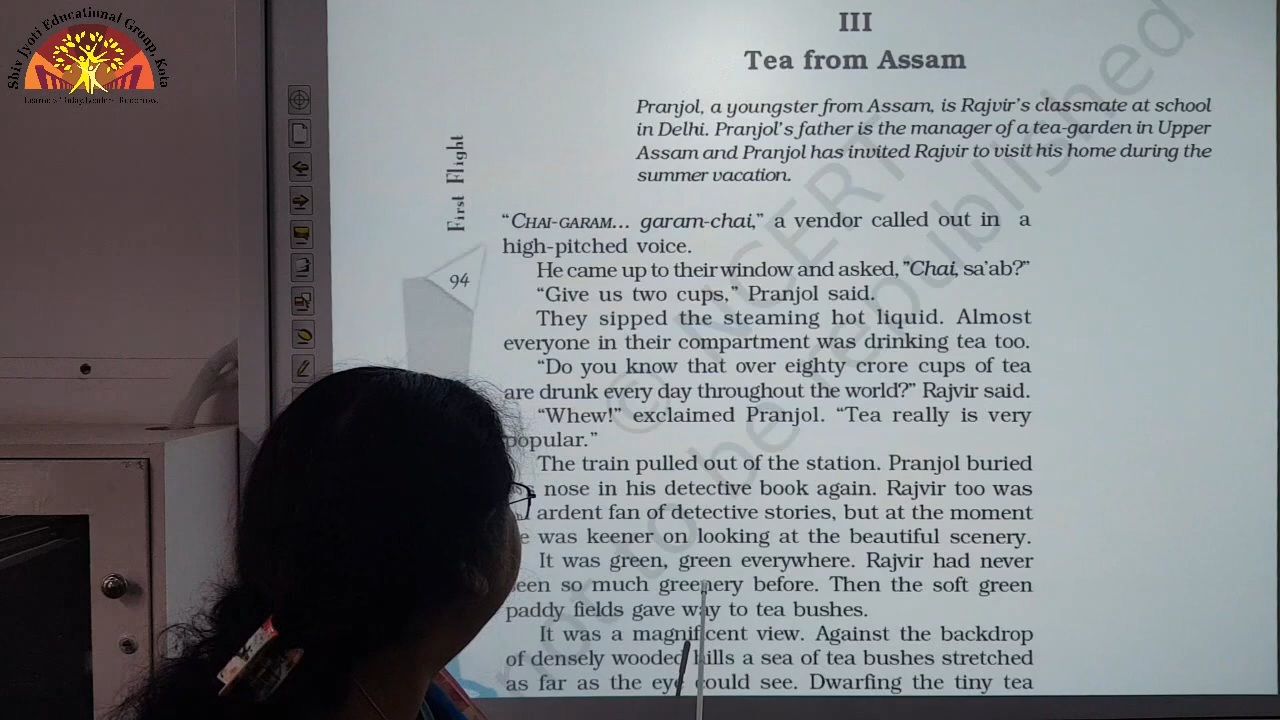 Shiv Jyoti Educational Group, Kota
III
Tea from Assam
Pranjol, a youngster from Assam, is Rajvir's classmate at school
in Delhi. Pranjol's father is the manager of a tea-garden in Upper
Assam and Pranjol has invited Rajvir to visit his home during the
summer vacation.
First Flight
94
"CHAI-GARAM... garam-chai," a vendor called out in a
high-pitched voice.
He came up to their window and asked, "Chai, sa'ab?"
"Give us two cups," Pranjol said.
They sipped the steaming hot liquid. Almost
everyone in their compartment was drinking tea too.
"Do you know that over eighty crore cups of tea
are drunk every day throughout the world?" Rajvir said.
"Whew!" exclaimed Pranjol. "Tea really is very
popular."
The train pulled out of the station. Pranjol buried
nose in his detective book again. Rajvir too was
ardent fan of detective stories, but at the moment
was keener on looking at the beautiful scenery.
It was green, green everywhere. Rajvir had never
seen so much greenery before. Then the soft green
paddy fields gave way to tea bushes.
It was a magnificent view. Against the backdrop
of densely wooded hills a sea of tea bushes stretched
as far as the eye could see. Dwarfing the tiny tea
© NCERT
not to be republished